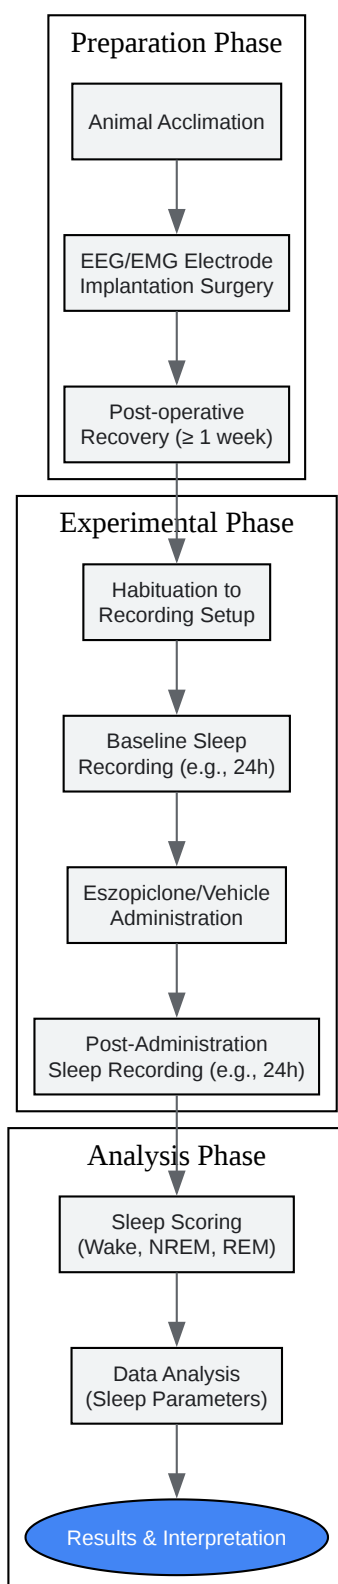 Preparation Phase
Animal Acclimation
EEG/EMG Electrode
Implantation Surgery
Post-operative
Recovery (≥ 1 week)
Experimental Phase
Habituation to
Recording Setup
Baseline Sleep
Recording (e.g., 24h)
Eszopiclone/Vehicle
Administration
Post-Administration
Sleep Recording (e.g., 24h)
Analysis Phase
Sleep Scoring
(Wake, NREM, REM)
Data Analysis
(Sleep Parameters)
Results & Interpretation